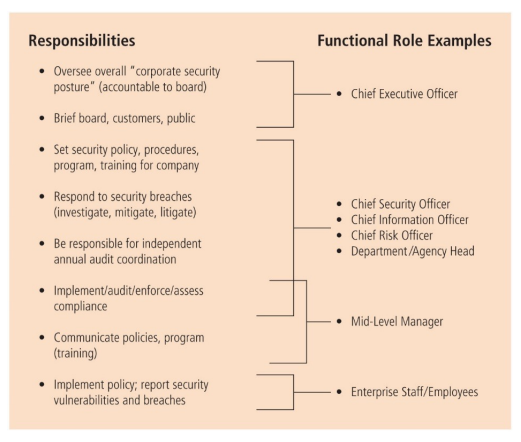 Responsibilities
Functional Role Examples
• Oversee overall "corporate security
posture" (accountable to board)
• Brief board, customers, public
• Chief Executive Officer
• Set security policy, procedures,
program, training for company
• Respond to security breaches
(investigate, mitigate, litigate)
• Be responsible for independent
annual audit coordination
• Chief Security Officer
• Chief Information Officer
• Chief Risk Officer
• Department/Agency Head
• Implement/audit/enforce/assess
compliance
• Communicate policies, program
(training)
• Mid-Level Manager
• Implement policy; report security
vulnerabilities and breaches
• Enterprise Staff/Employees